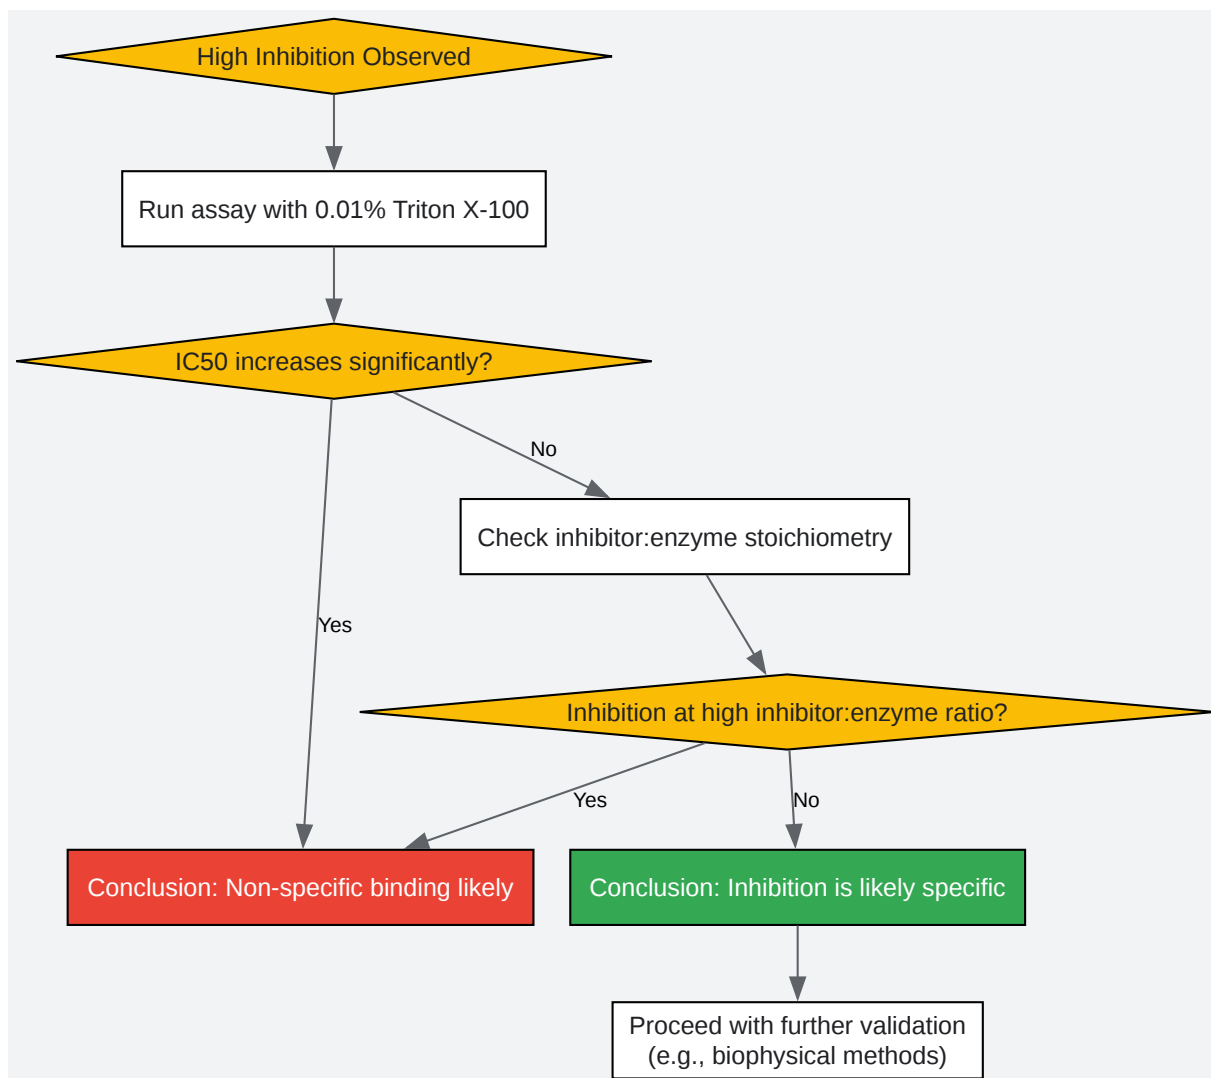 High Inhibition Observed
Run assay with 0.01% Triton X-100
IC50 increases significantly?
No
Check inhibitor:enzyme stoichiometry
Yes
Inhibition at high inhibitor:enzyme ratio?
Yes
No
Conclusion: Non-specific binding likely
Conclusion: Inhibition is likely specific
Proceed with further validation
(e.g., biophysical methods)